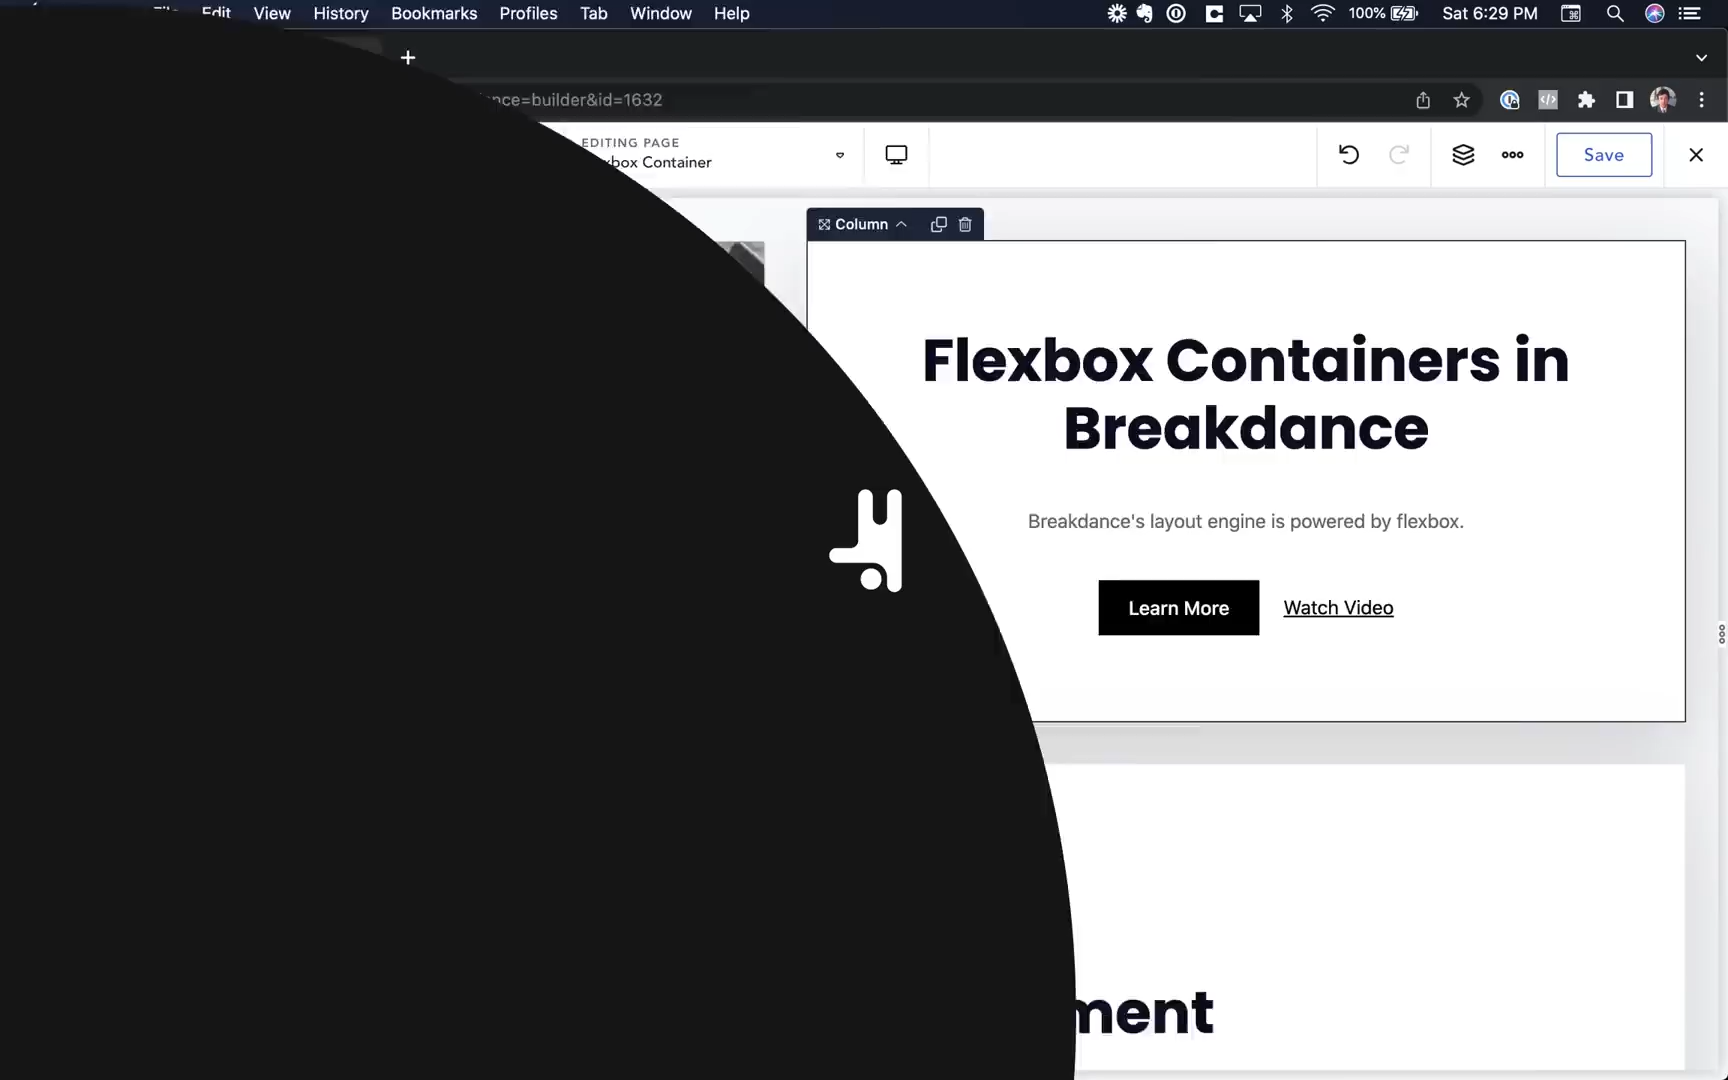 Edit View History Bookmarks Profiles Tab Window Help 100% Sat 6:29 PM
+
nce=builder&id=1632
EDITING PAGE
xbox Container
Save
Column
Flexbox Containers in
Breakdance
Breakdance's layout engine is powered by flexbox.
Learn More Watch Video
ment